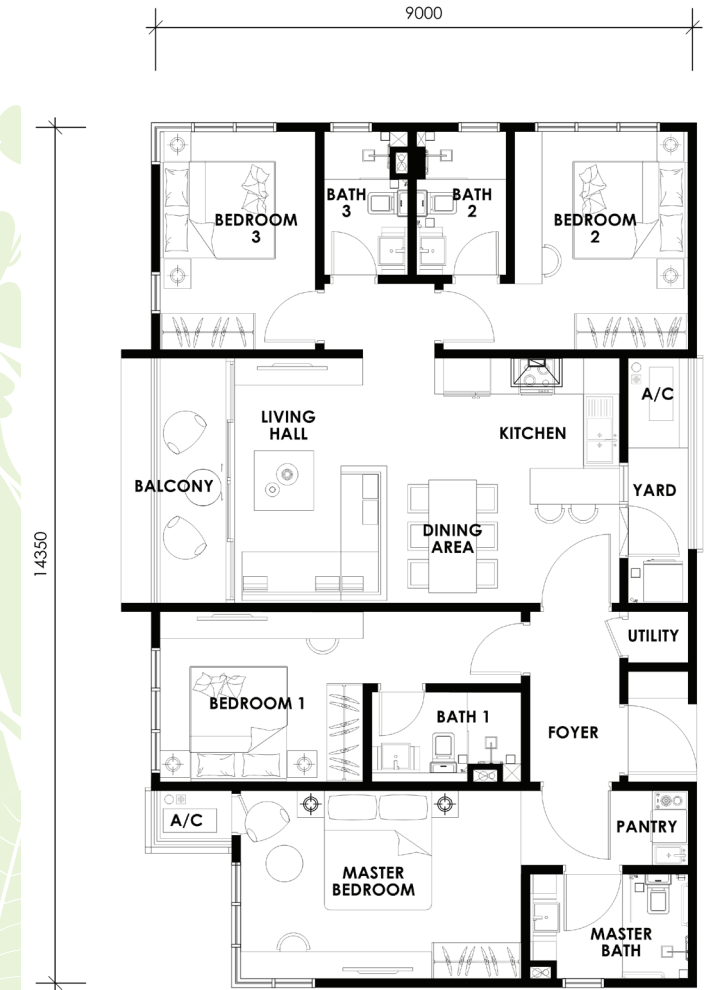 9000
14350
BEDROOM
3
BATH
3
BATH
2
BEDROOM
2
LIVING
HALL
KITCHEN
A/C
BALCONY
YARD
DINING
AREA
UTILITY
BEDROOM 1
BATH 1
FOYER
A/C
PANTRY
MASTER
BEDROOM
MASTER
BATH